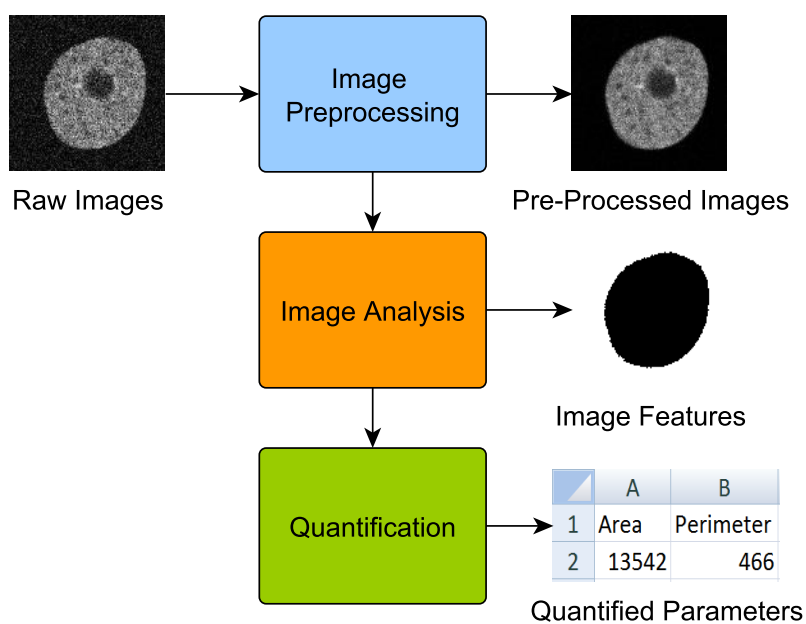 Image
Preprocessing
Raw Images
Pre-Processed Images
Image Analysis
Image Features
Quantification
A B
1 Area Perimeter
2 13542 466
Quantified Parameters